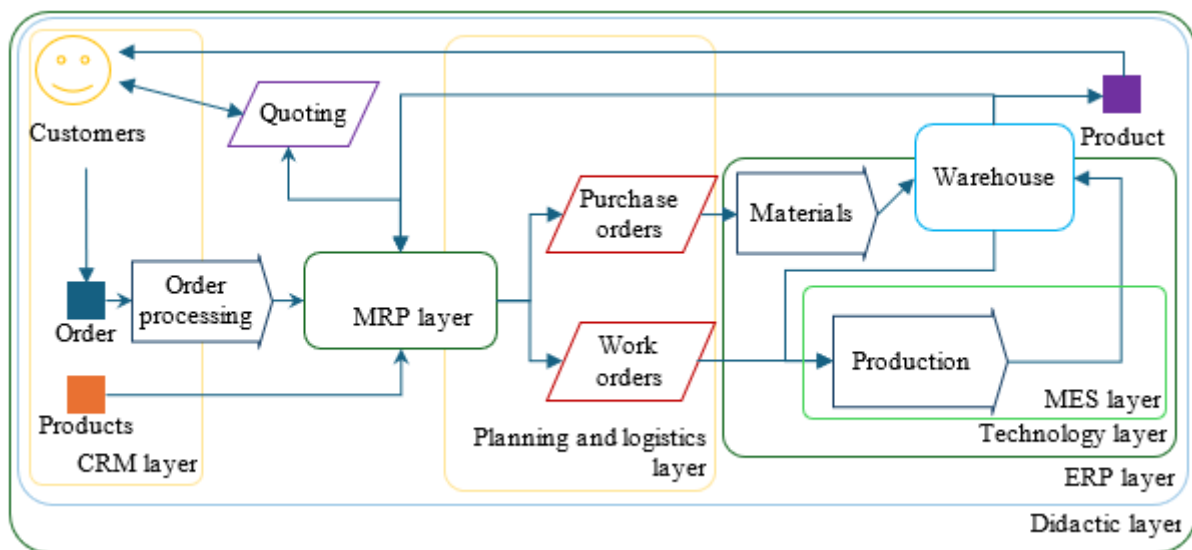 Customers
Quoting
Product
Purchase
orders
Materials
Warehouse
Order
processing
Order
MRP layer
Work
orders
Production
Products
CRM layer
Planning and logistics
layer
MES layer
Technology layer
ERP layer
Didactic layer